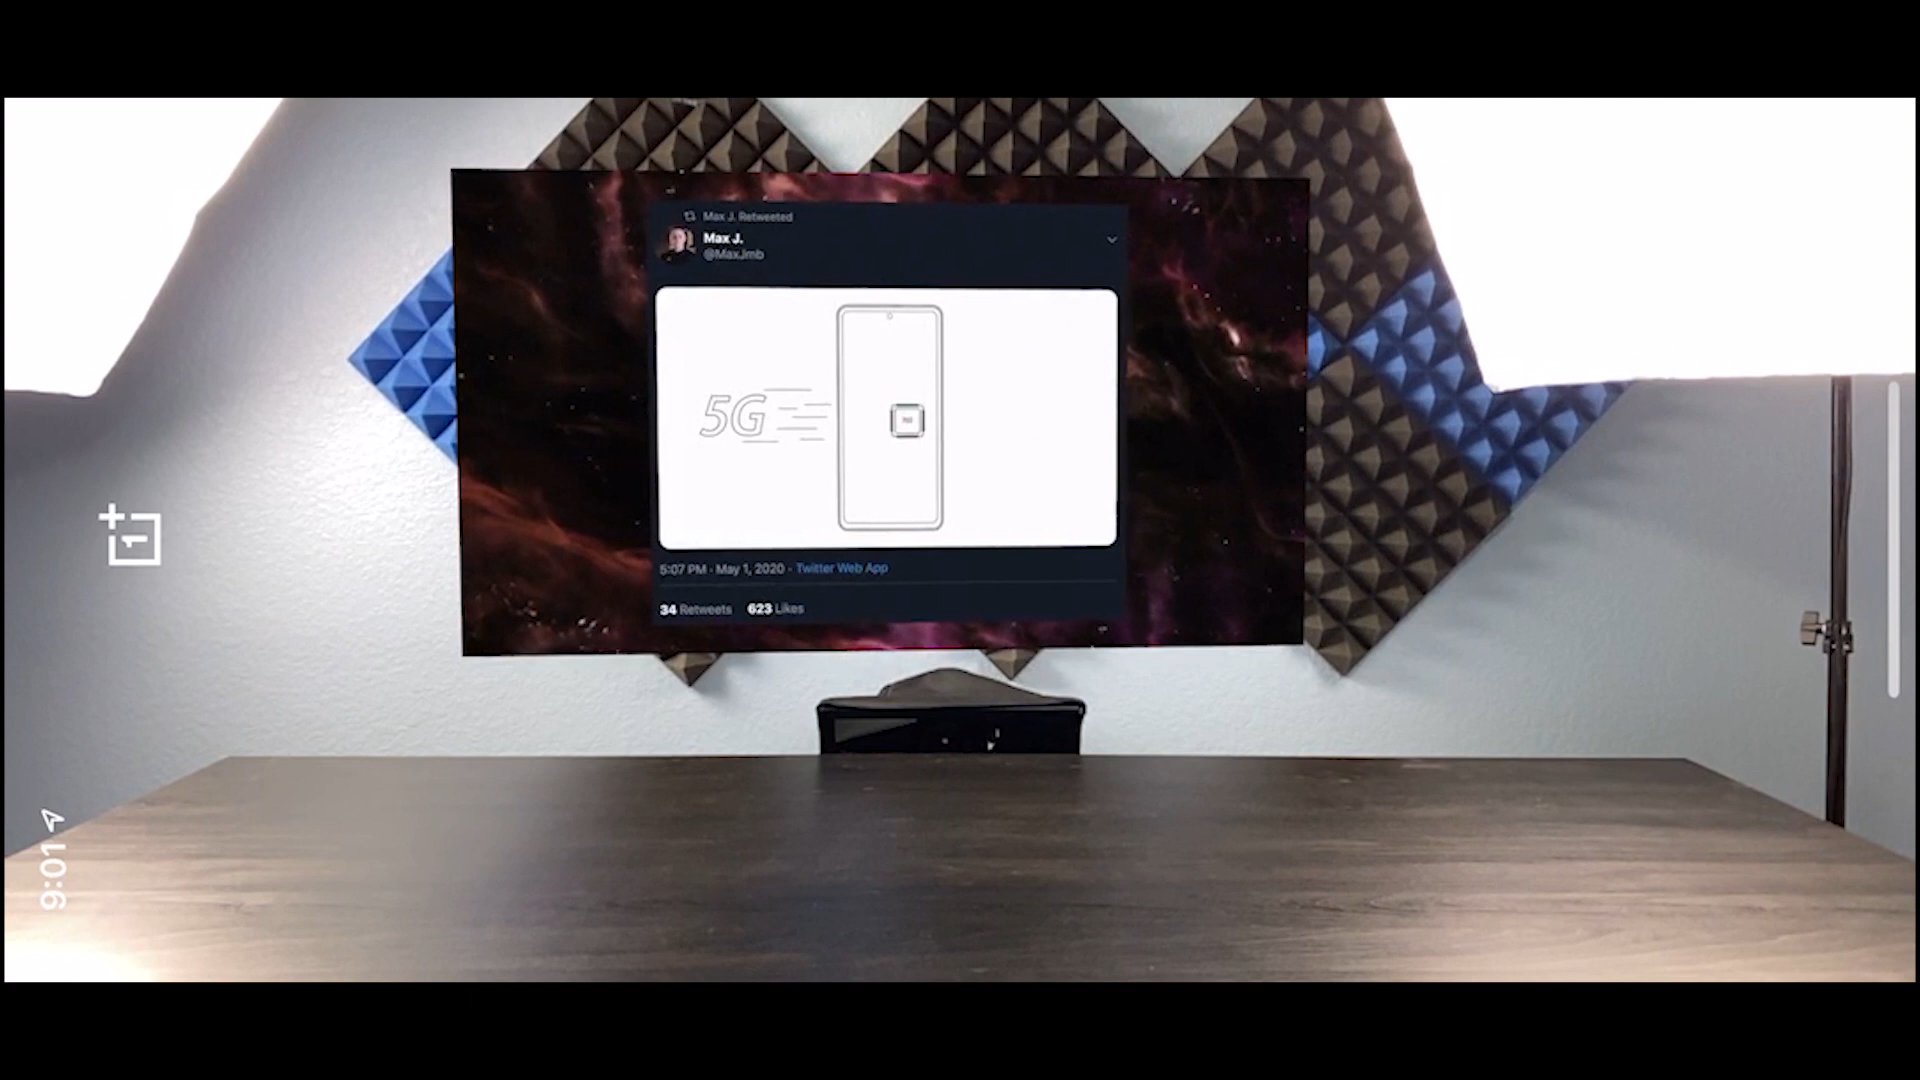 Max J. Retweeted
Max J.
@MaxJmb
5G
5:07 PM · May 1, 2020 · Twitter Web App
34 Retweets 623 Likes
1
9:01